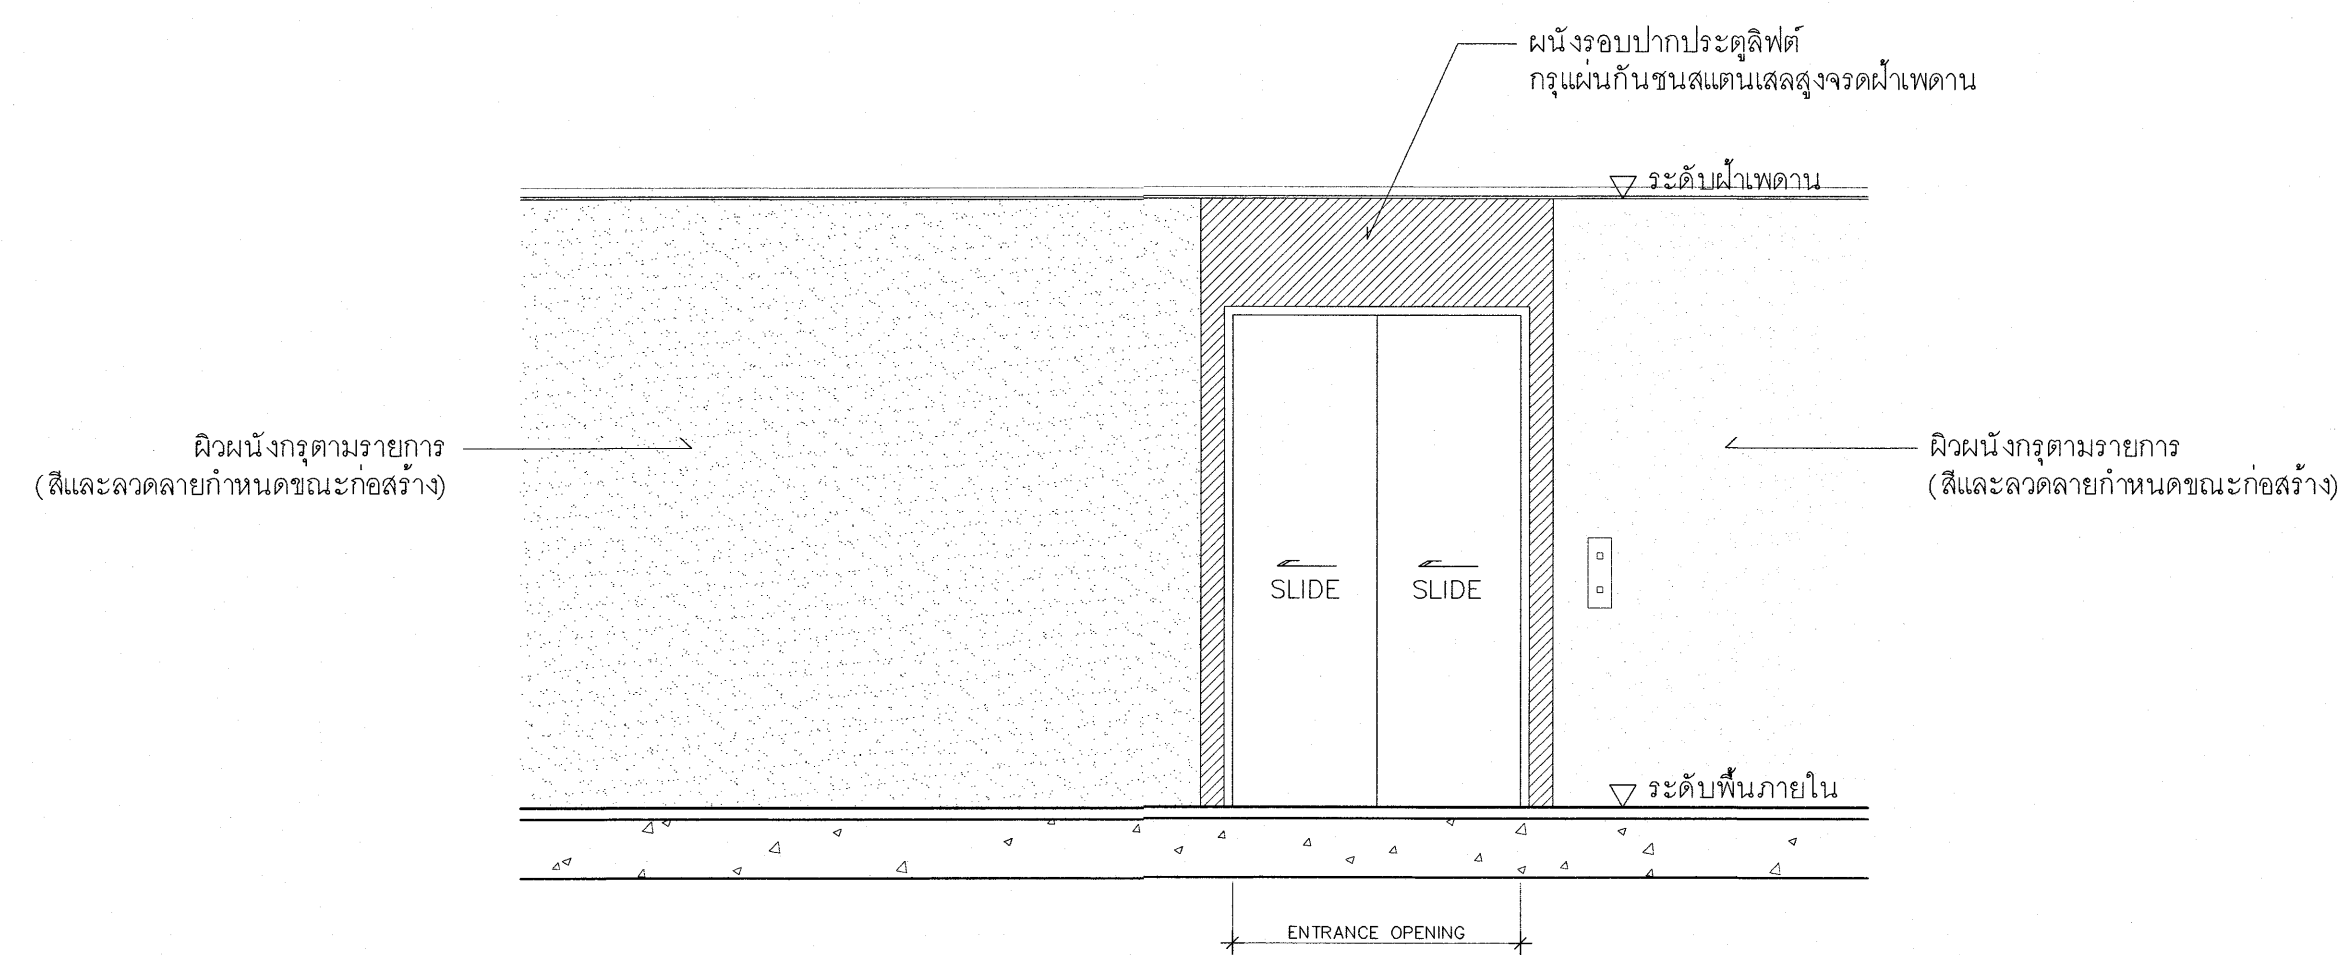 ผนังรอบปากประตูลิฟต์
กรุแผ่นกันชนสแตนเลสสูงจรดฝ้าเพดาน
ระดับฝ้าเพดาน
ผิวผนังกรุตามรายการ
(สีและลวดลายกำหนดขณะก่อสร้าง)
ผิวผนังกรุตามรายการ
(สีและลวดลายกำหนดขณะก่อสร้าง)
SLIDE
SLIDE
ระดับพื้นภายใน
ENTRANCE OPENING